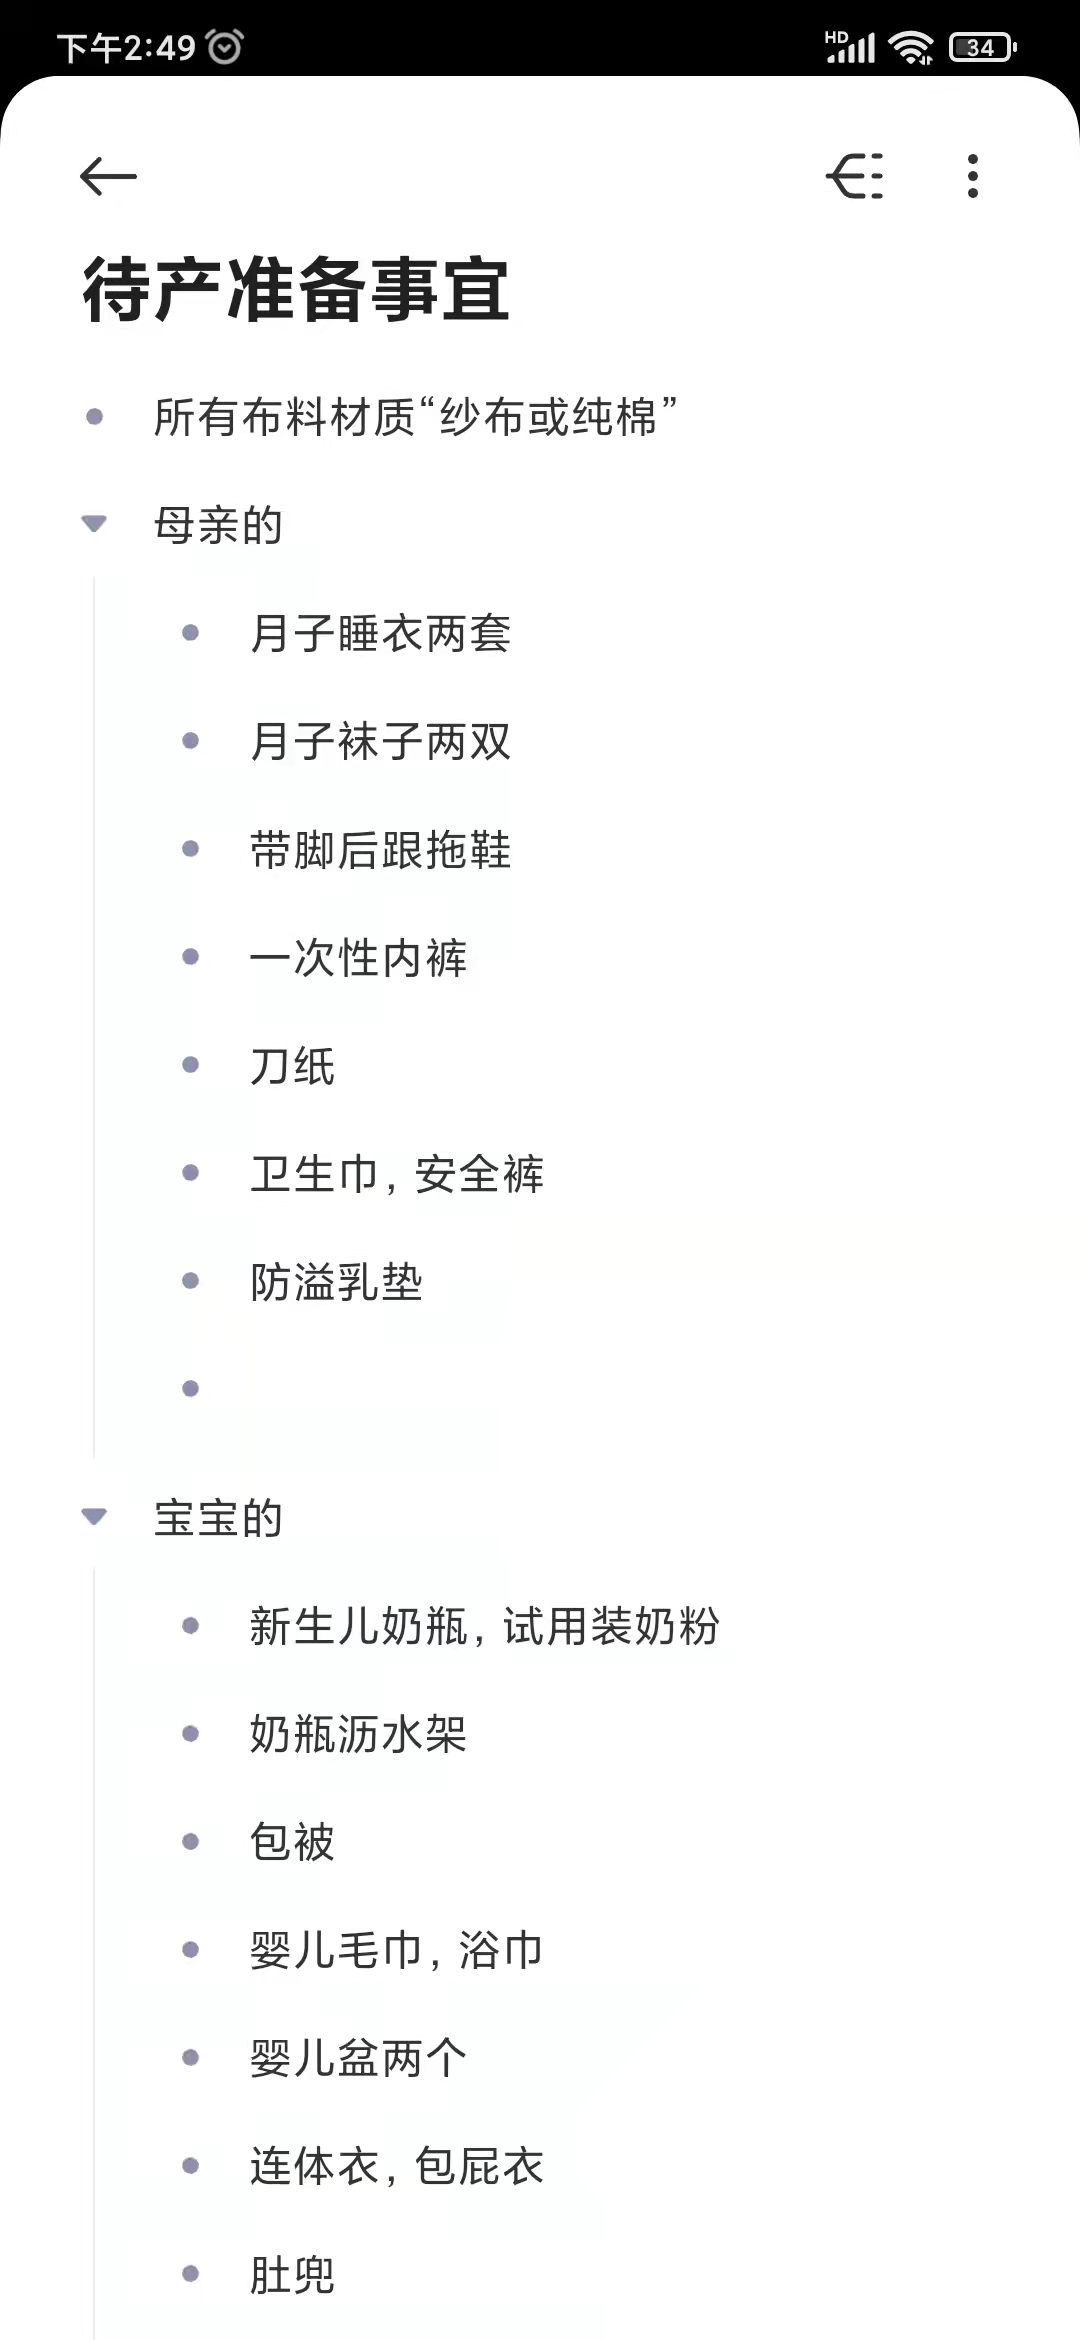 下午2:49
HD
34
待产准备事宜
所有布料材质“纱布或纯棉”
母亲的
月子睡衣两套
月子袜子两双
带脚后跟拖鞋
一次性内裤
刀纸
卫生巾，安全裤
防溢乳垫
宝宝的
新生儿奶瓶，试用装奶粉
奶瓶沥水架
包被
婴儿毛巾，浴巾
婴儿盆两个
连体衣，包屁衣
肚兜